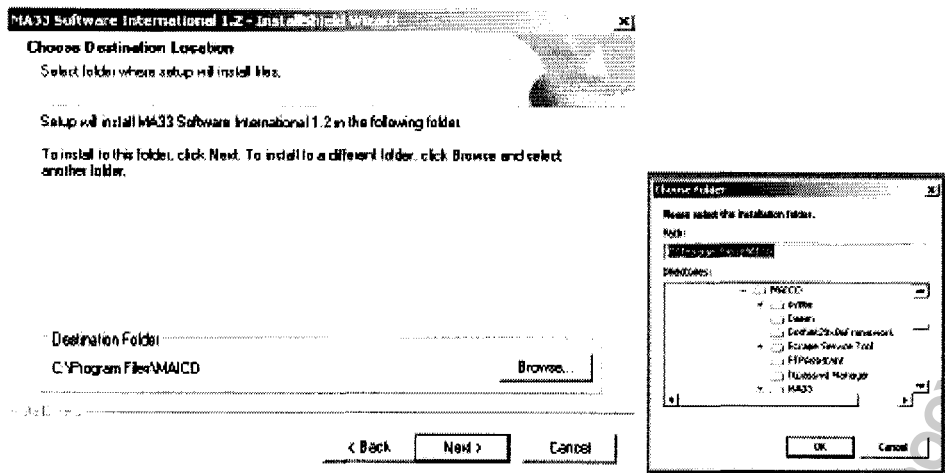 MA33 Software International 1.2 - InstallShield Wizard
Choose Destination Location
Select folder where setup will install files.
Setup will install MA33 Software International 1.2 in the following folder
To install to this folder, click Next. To install to a different folder, click Browse and select
another folder.
Destination Folder
C:\Program Files\MAICD
Browse...
< Back
Next >
Cancel
Choose Folder
Please select the installation folder.
Path:
Directories:
MAICD
Service Tool
Manager
MA33
OK
Cancel